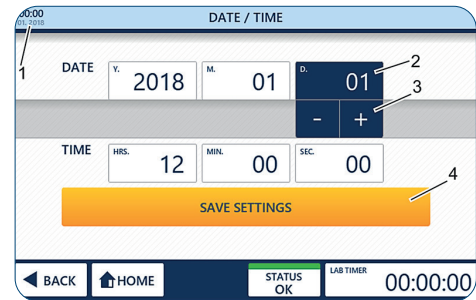 00:00
DATE / TIME
01, 2018
1
DATE
Y. 2018
M. 01
D. 01
2
- +
3
TIME
HRS. 12
MIN. 00
SEC. 00
SAVE SETTINGS
4
BACK
HOME
STATUS
OK
LAB TIMER
00:00:00